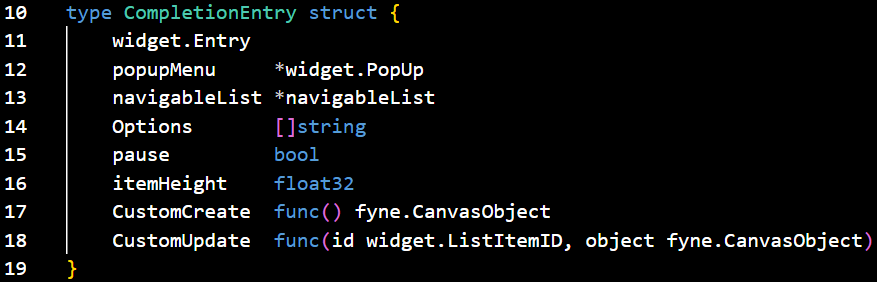 10 type CompletionEntry struct {
11 widget.Entry
12 popupMenu *widget.PopUp
13 navigableList *navigableList
14 Options []string
15 pause bool
16 itemHeight float32
17 CustomCreate func() fyne.CanvasObject
18 CustomUpdate func(id widget.ListItemID, object fyne.CanvasObject)
19 }